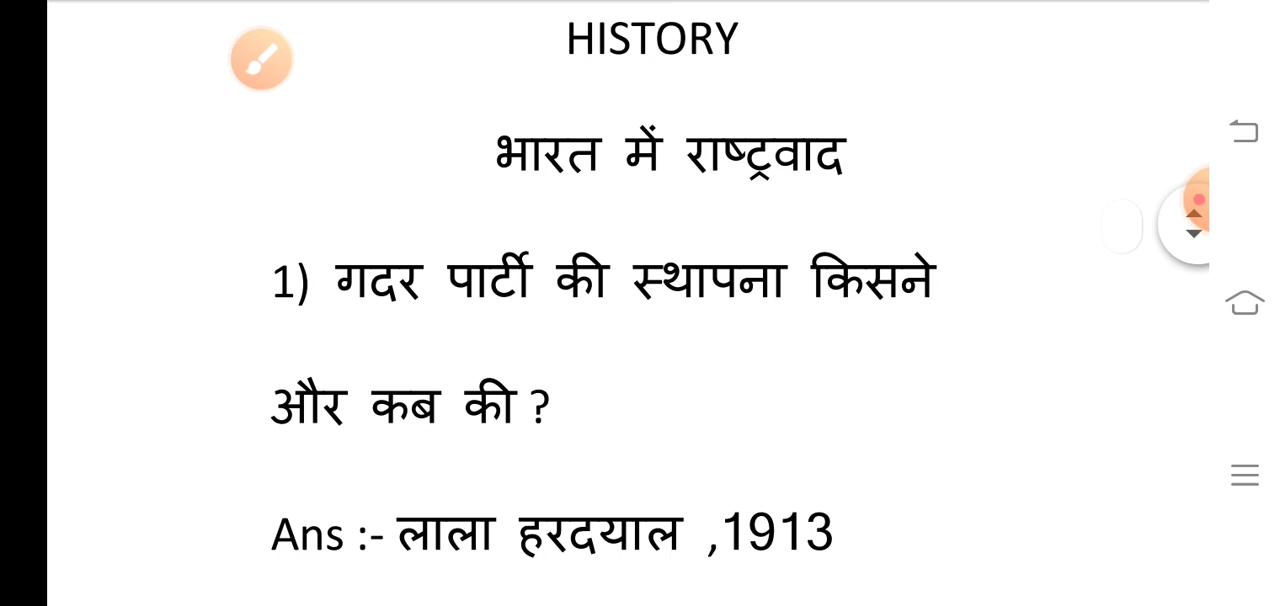 HISTORY
भारत में राष्ट्रवाद
1) गदर पार्टी की स्थापना किसने
और कब की ?
Ans :- लाला हरदयाल ,1913